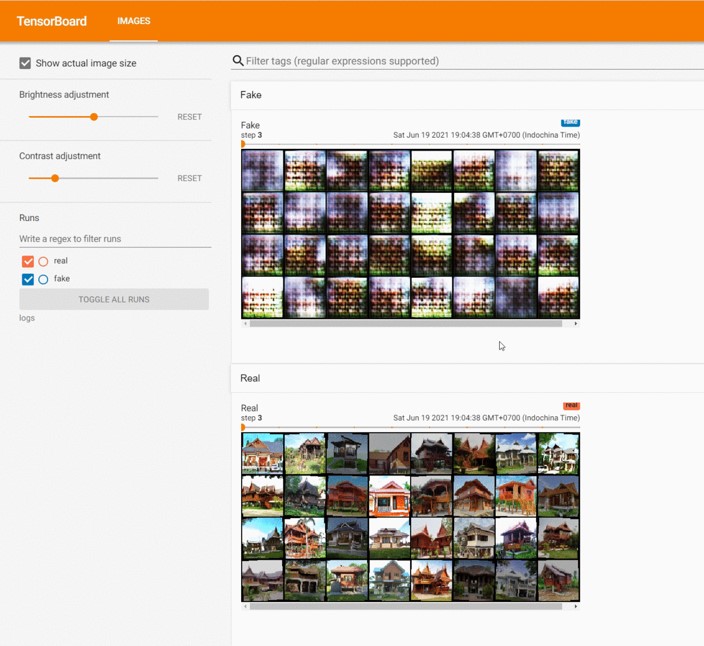 TensorBoard
IMAGES
Show actual image size
Filter tags (regular expressions supported)
Brightness adjustment
RESET
Contrast adjustment
RESET
Runs
Write a regex to filter runs
real
fake
TOGGLE ALL RUNS
logs
Fake
Fake
fake
step 3
Sat Jun 19 2021 19:04:38 GMT+0700 (Indochina Time)
Real
Real
real
step 3
Sat Jun 19 2021 19:04:38 GMT+0700 (Indochina Time)